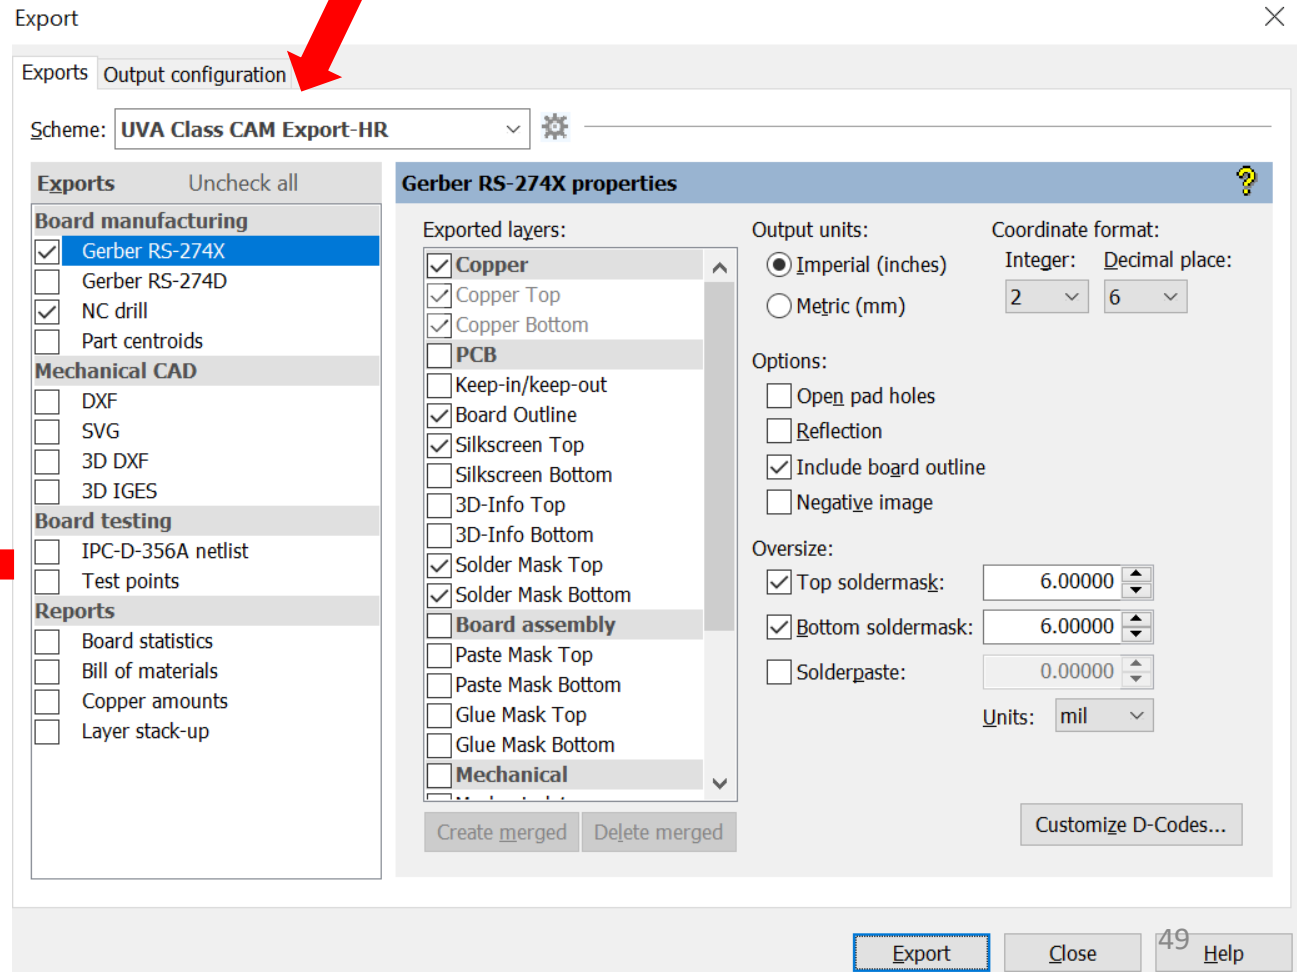 Export
Exports
Output configuration
Scheme: UVA Class CAM Export-HR
Exports Uncheck all
Board manufacturing
Gerber RS-274X
Gerber RS-274D
NC drill
Part centroids
Mechanical CAD
DXF
SVG
3D DXF
3D IGES
Board testing
IPC-D-356A netlist
Test points
Reports
Board statistics
Bill of materials
Copper amounts
Layer stack-up
Gerber RS-274X properties
Exported layers:
Copper
Copper Top
Copper Bottom
PCB
Keep-in/keep-out
Board Outline
Silkscreen Top
Silkscreen Bottom
3D-Info Top
3D-Info Bottom
Solder Mask Top
Solder Mask Bottom
Board assembly
Paste Mask Top
Paste Mask Bottom
Glue Mask Top
Glue Mask Bottom
Mechanical
Create merged
Delete merged
Output units:
Imperial (inches)
Metric (mm)
Coordinate format:
Integer: Decimal place:
2 6
Options:
Open pad holes
Reflection
Include board outline
Negative image
Oversize:
Top soldermask: 6.00000
Bottom soldermask: 6.00000
Solderpaste: 0.00000
Units: mil
Customize D-Codes...
Export
Close
Help
49